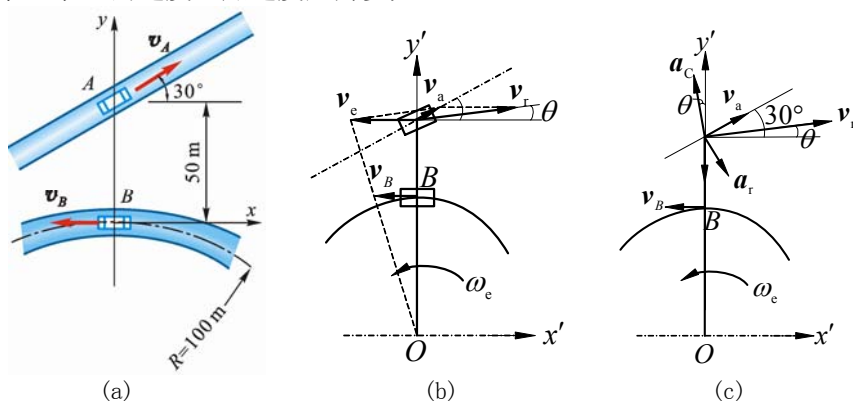 y
v_A
A
30°
50 m
v_B
B
x
R=100 m
(a)
y′
v_e
v_a
v_r
θ
v_B
B
ω_e
O
x′
(b)
y′
a_C
θ
v_a
30°
v_r
θ
a_r
v_B
B
ω_e
O
x′
(c)